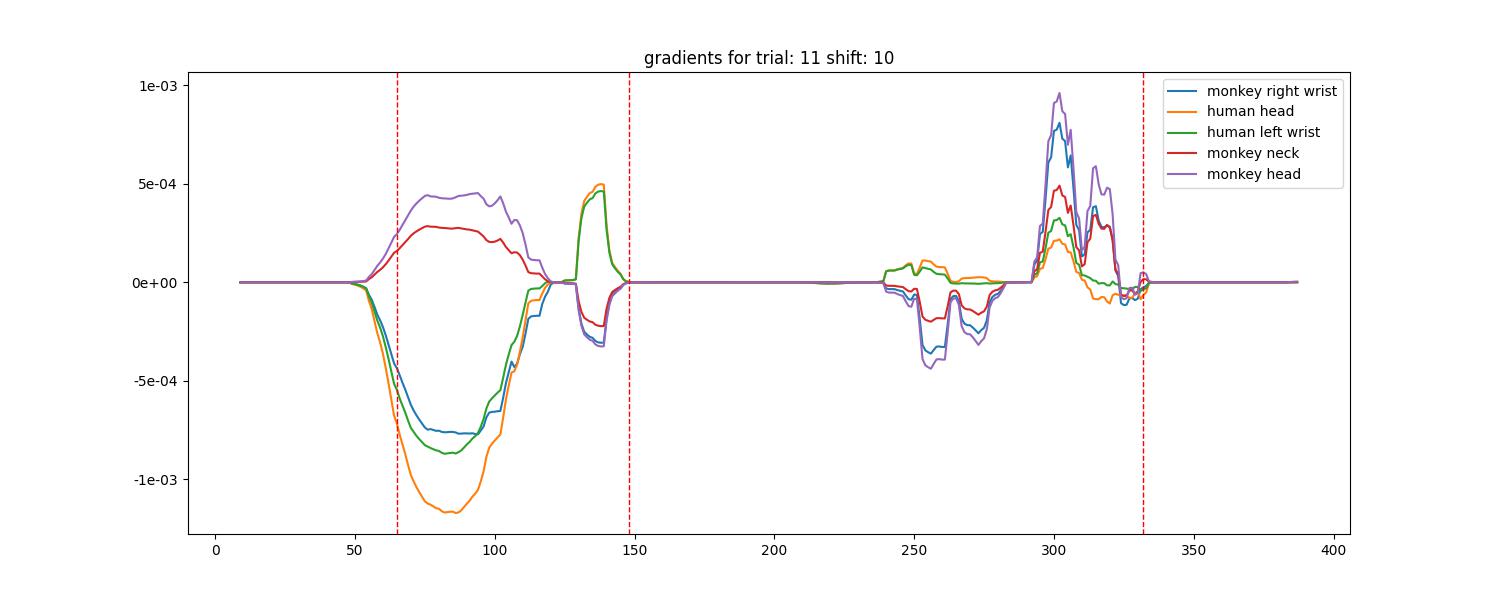 gradients for trial: 11 shift: 10
1e-03
5e-04
0e+00
-5e-04
-1e-03
0
50
100
150
200
250
300
350
400
monkey right wrist
human head
human left wrist
monkey neck
monkey head